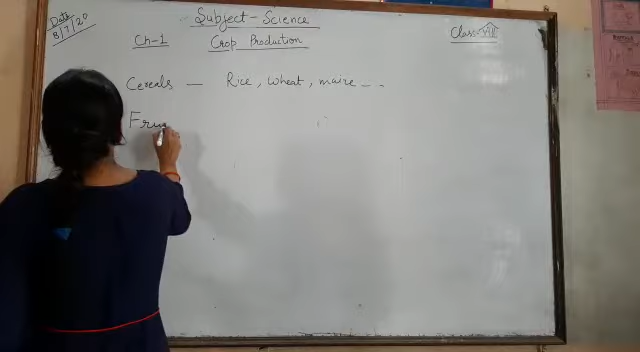 Date
8/7/20
Subject - Science
Class - VIII
Ch-1
Crop Production
Cereals — Rice, wheat, maize - - -
Fru